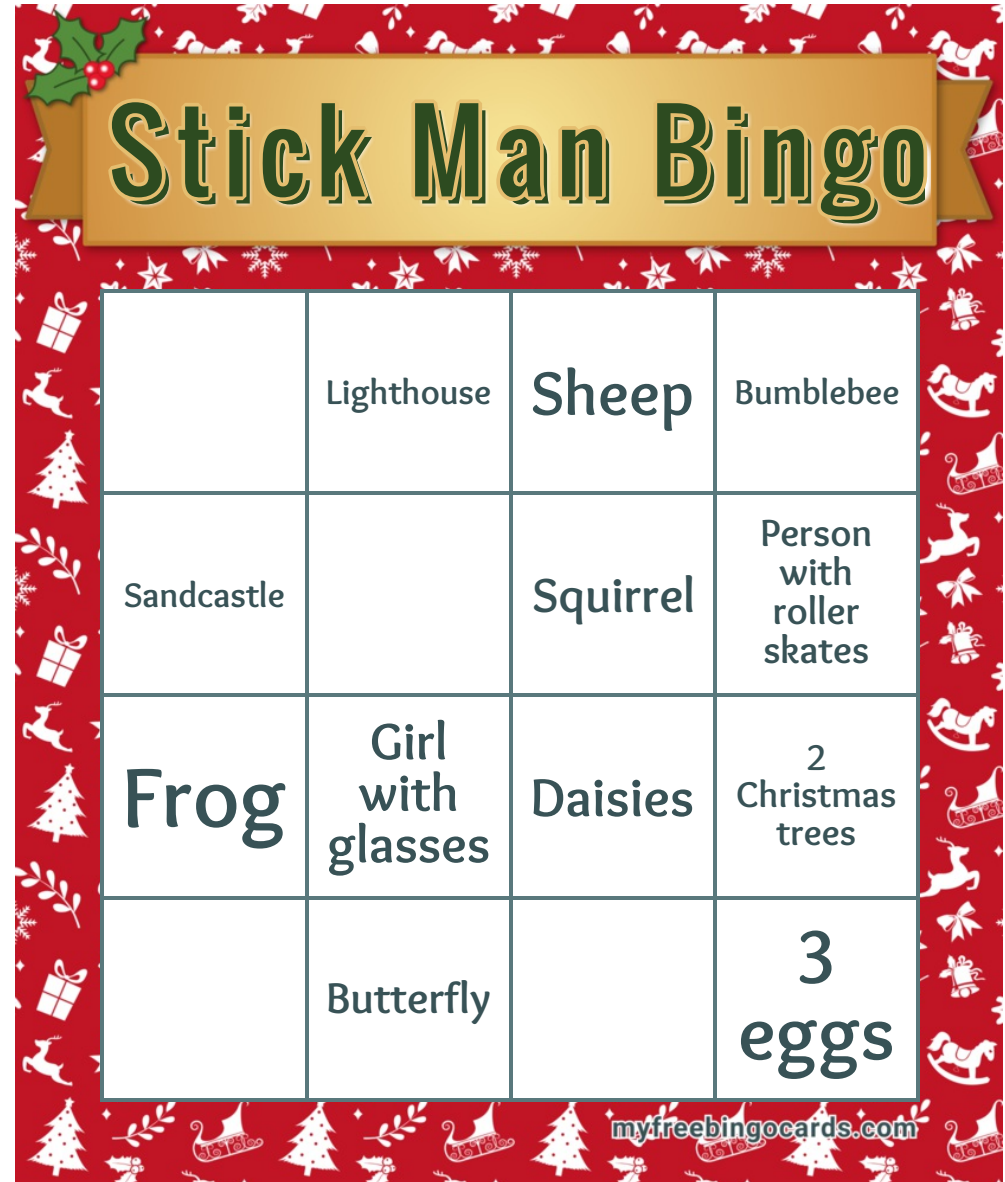 Stick Man Bingo
Lighthouse
Sheep
Bumblebee
Sandcastle
Squirrel
Person
with
roller
skates
Frog
Girl
with
glasses
Daisies
2
Christmas
trees
Butterfly
3
eggs
myfreebingocards.com